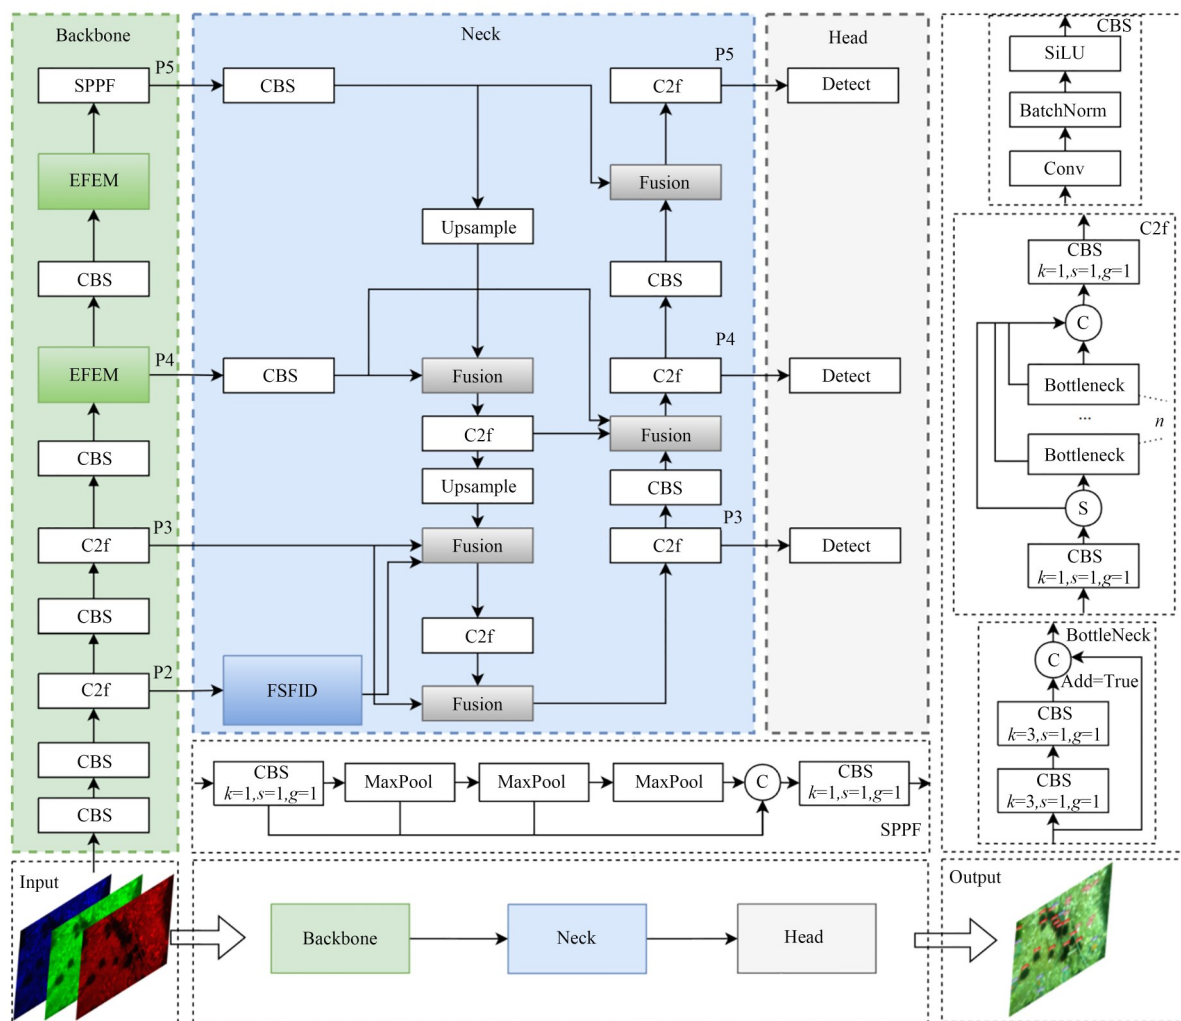 Backbone
SPPF
P5
EFEM
CBS
EFEM
P4
CBS
C2f
P3
CBS
C2f
P2
CBS
CBS
Neck
CBS
Upsample
CBS
Fusion
C2f
Upsample
Fusion
C2f
FSFID
Fusion
C2f
P5
Fusion
CBS
C2f
P4
Fusion
CBS
C2f
P3
Head
Detect
Detect
Detect
CBS
SiLU
BatchNorm
Conv
C2f
CBS
k=1,s=1,g=1
C
Bottleneck
...
n
Bottleneck
S
CBS
k=1,s=1,g=1
BottleNeck
C
Add=True
CBS
k=3,s=1,g=1
CBS
k=3,s=1,g=1
CBS
k=1,s=1,g=1
MaxPool
MaxPool
MaxPool
C
CBS
k=1,s=1,g=1
SPPF
Input
Backbone
Neck
Head
Output